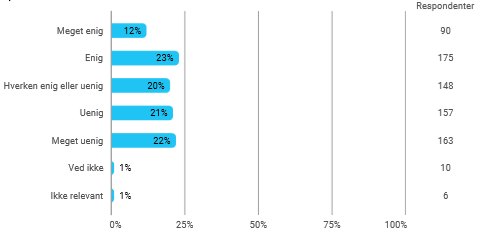 Respondenter
Meget enig 12% 90
Enig 23% 175
Hverken enig eller uenig 20% 148
Uenig 21% 157
Meget uenig 22% 163
Ved ikke 1% 10
Ikke relevant 1% 6
0% 25% 50% 75% 100%